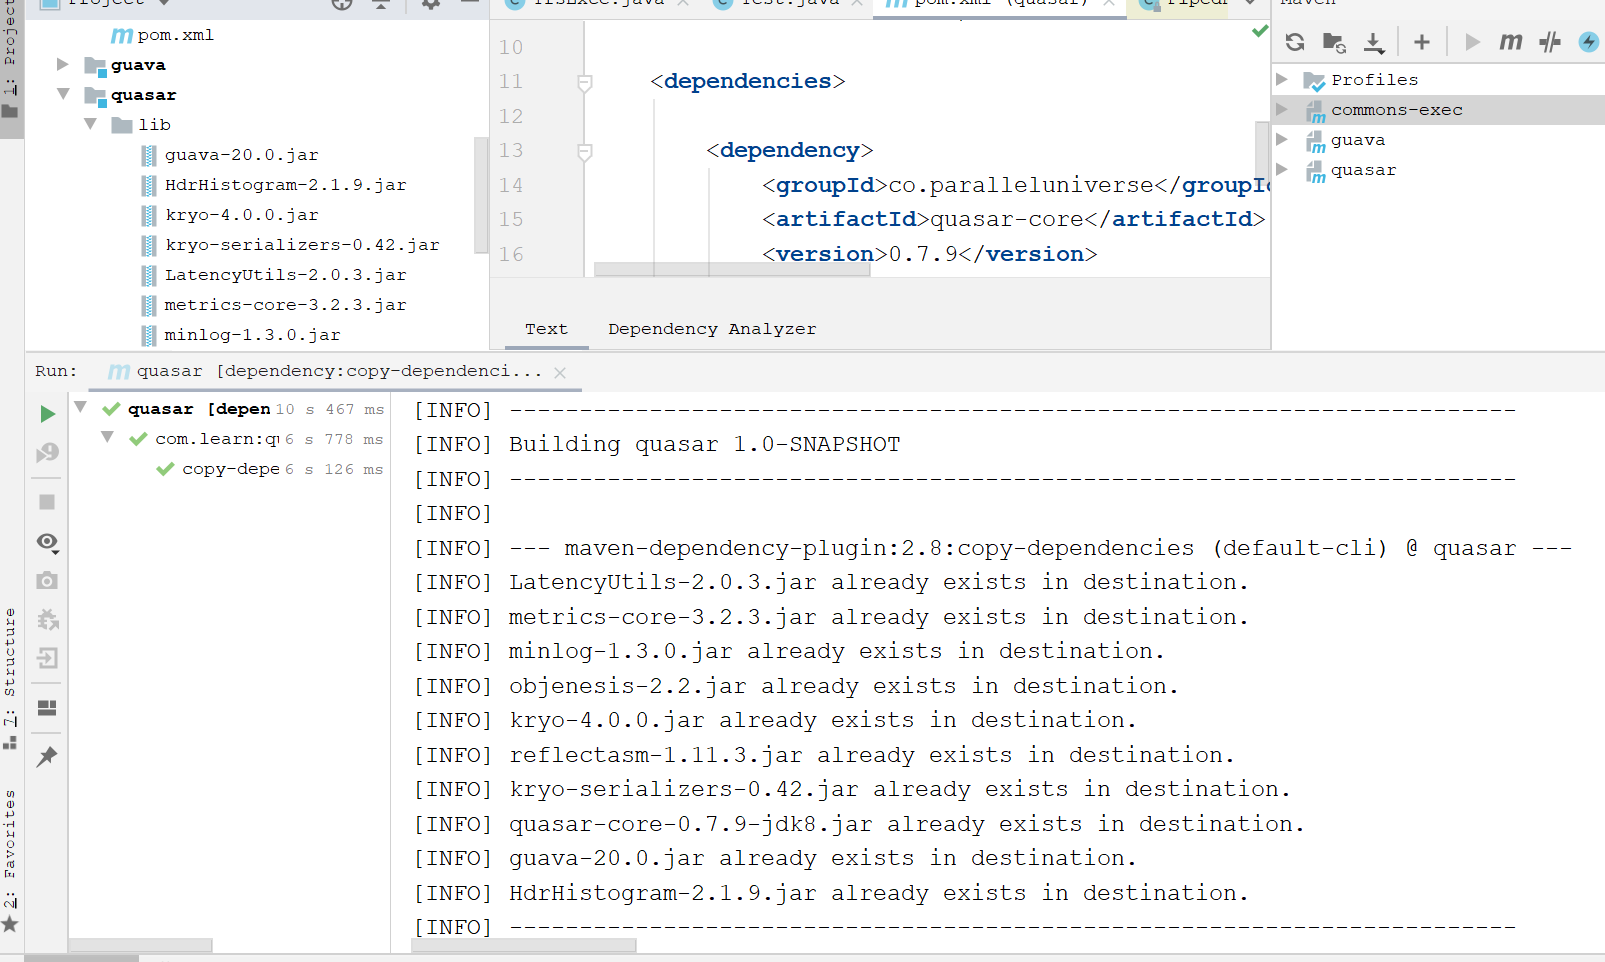 Project
TfsExec.java
Test.java
pom.xml (quasar)
Maven
1: Project
pom.xml
guava
quasar
lib
guava-20.0.jar
HdrHistogram-2.1.9.jar
kryo-4.0.0.jar
kryo-serializers-0.42.jar
LatencyUtils-2.0.3.jar
metrics-core-3.2.3.jar
minlog-1.3.0.jar
10
11 <dependencies>
12
13 <dependency>
14 <groupId>co.paralleluniverse</groupId
15 <artifactId>quasar-core</artifactId>
16 <version>0.7.9</version>
Text Dependency Analyzer
Profiles
commons-exec
guava
quasar
Run: quasar [dependency:copy-dependenci...
quasar [depen 10 s 467 ms
com.learn:qu 6 s 778 ms
copy-depe 6 s 126 ms
7: Structure
2: Favorites
[INFO] ------------------------------------------------------------------------
[INFO] Building quasar 1.0-SNAPSHOT
[INFO] ------------------------------------------------------------------------
[INFO]
[INFO] --- maven-dependency-plugin:2.8:copy-dependencies (default-cli) @ quasar ---
[INFO] LatencyUtils-2.0.3.jar already exists in destination.
[INFO] metrics-core-3.2.3.jar already exists in destination.
[INFO] minlog-1.3.0.jar already exists in destination.
[INFO] objenesis-2.2.jar already exists in destination.
[INFO] kryo-4.0.0.jar already exists in destination.
[INFO] reflectasm-1.11.3.jar already exists in destination.
[INFO] kryo-serializers-0.42.jar already exists in destination.
[INFO] quasar-core-0.7.9-jdk8.jar already exists in destination.
[INFO] guava-20.0.jar already exists in destination.
[INFO] HdrHistogram-2.1.9.jar already exists in destination.
[INFO] ------------------------------------------------------------------------